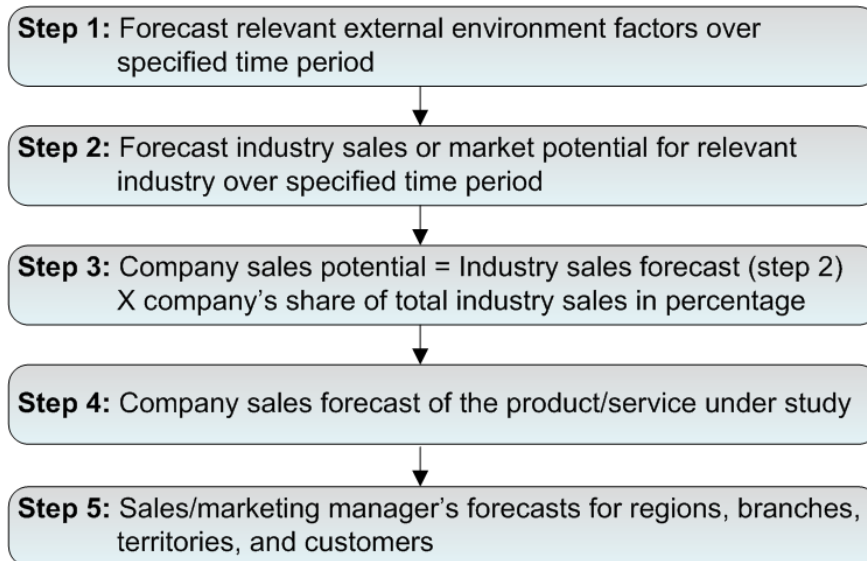 Step 1: Forecast relevant external environment factors over
specified time period
Step 2: Forecast industry sales or market potential for relevant
industry over specified time period
Step 3: Company sales potential = Industry sales forecast (step 2)
X company’s share of total industry sales in percentage
Step 4: Company sales forecast of the product/service under study
Step 5: Sales/marketing manager’s forecasts for regions, branches,
territories, and customers